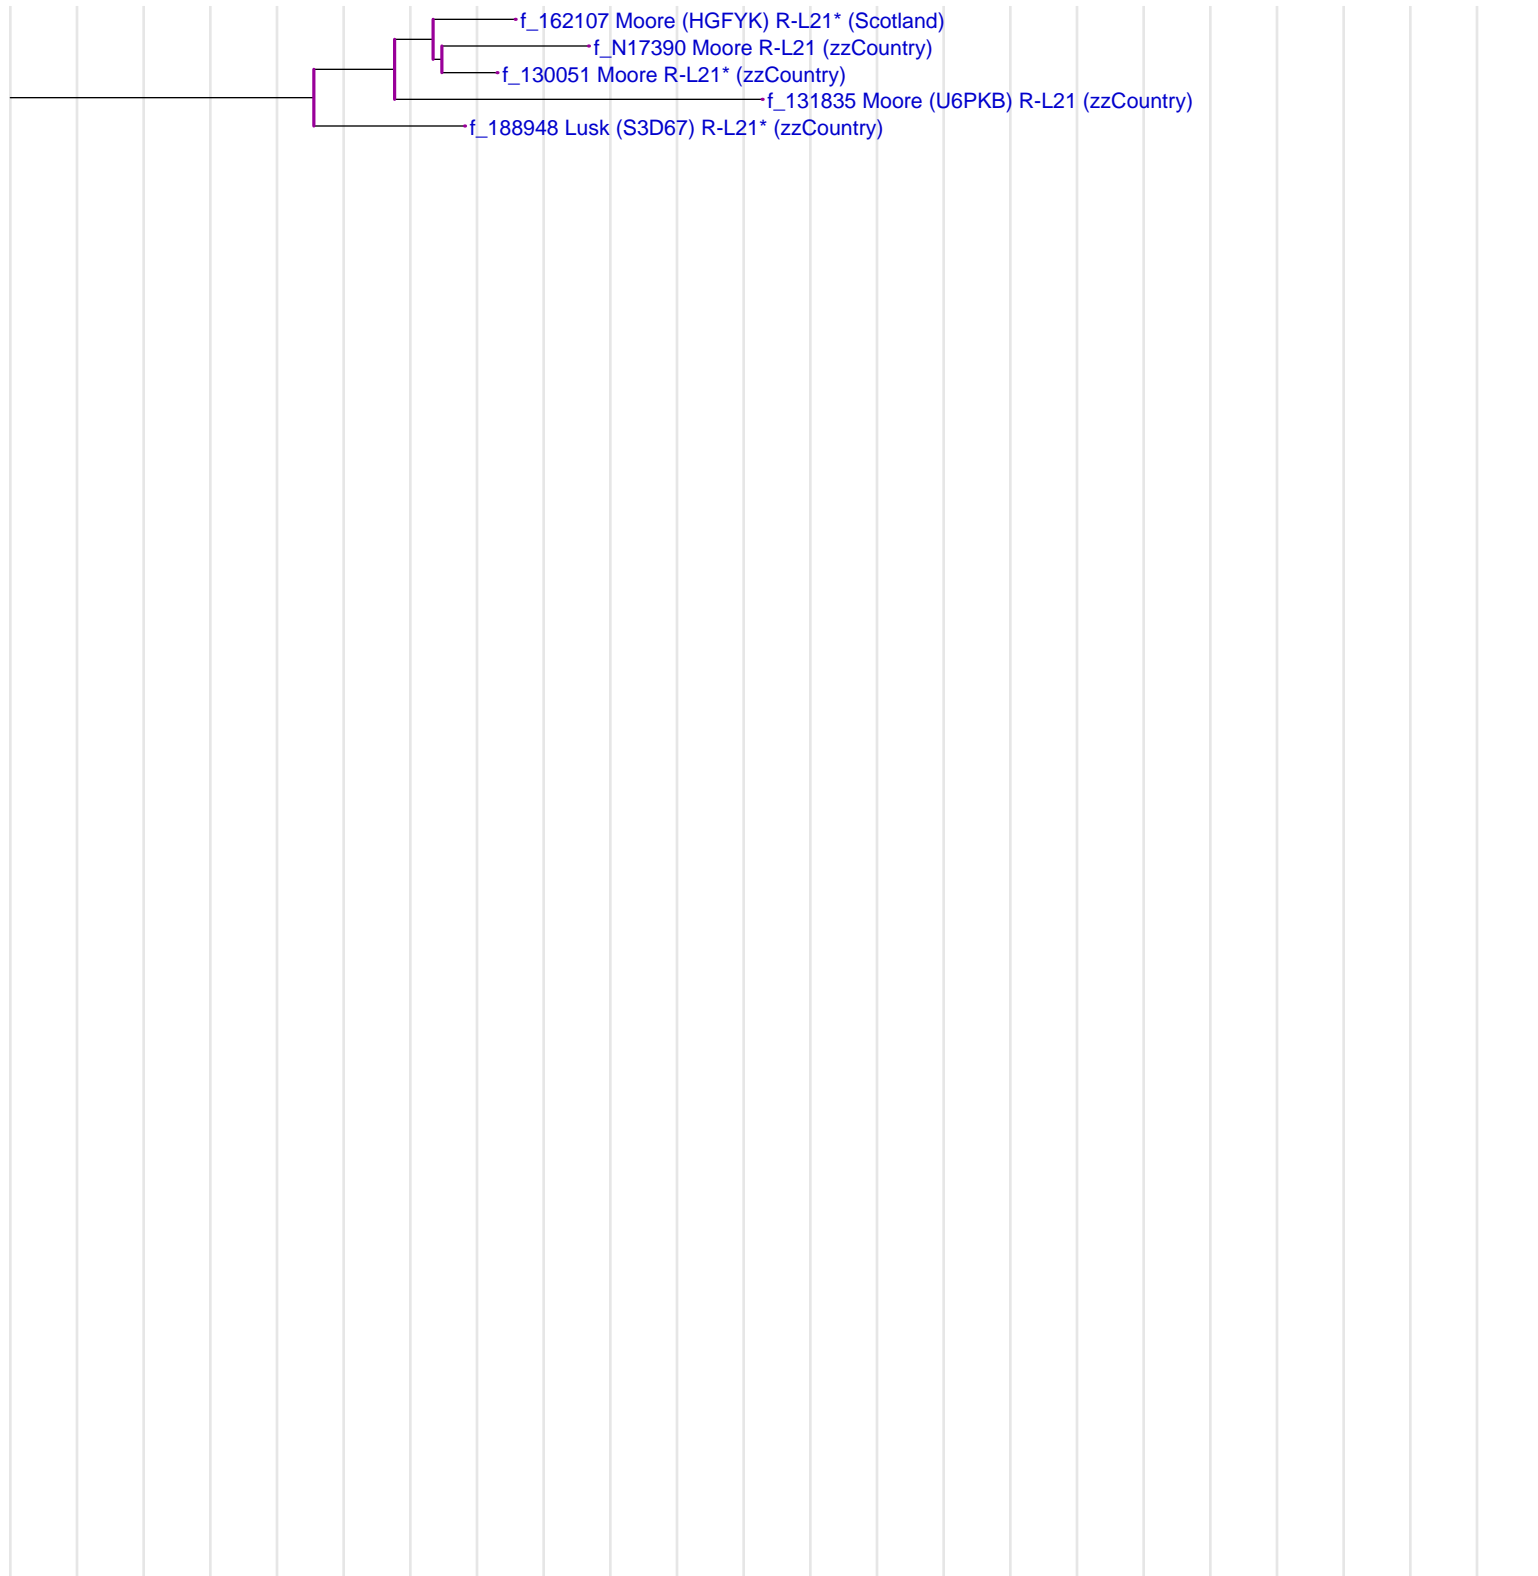 f_162107 Moore (HGFYK) R-L21* (Scotland)
f_N17390 Moore R-L21 (zzCountry)
f_130051 Moore R-L21* (zzCountry)
f_131835 Moore (U6PKB) R-L21 (zzCountry)
f_188948 Lusk (S3D67) R-L21* (zzCountry)